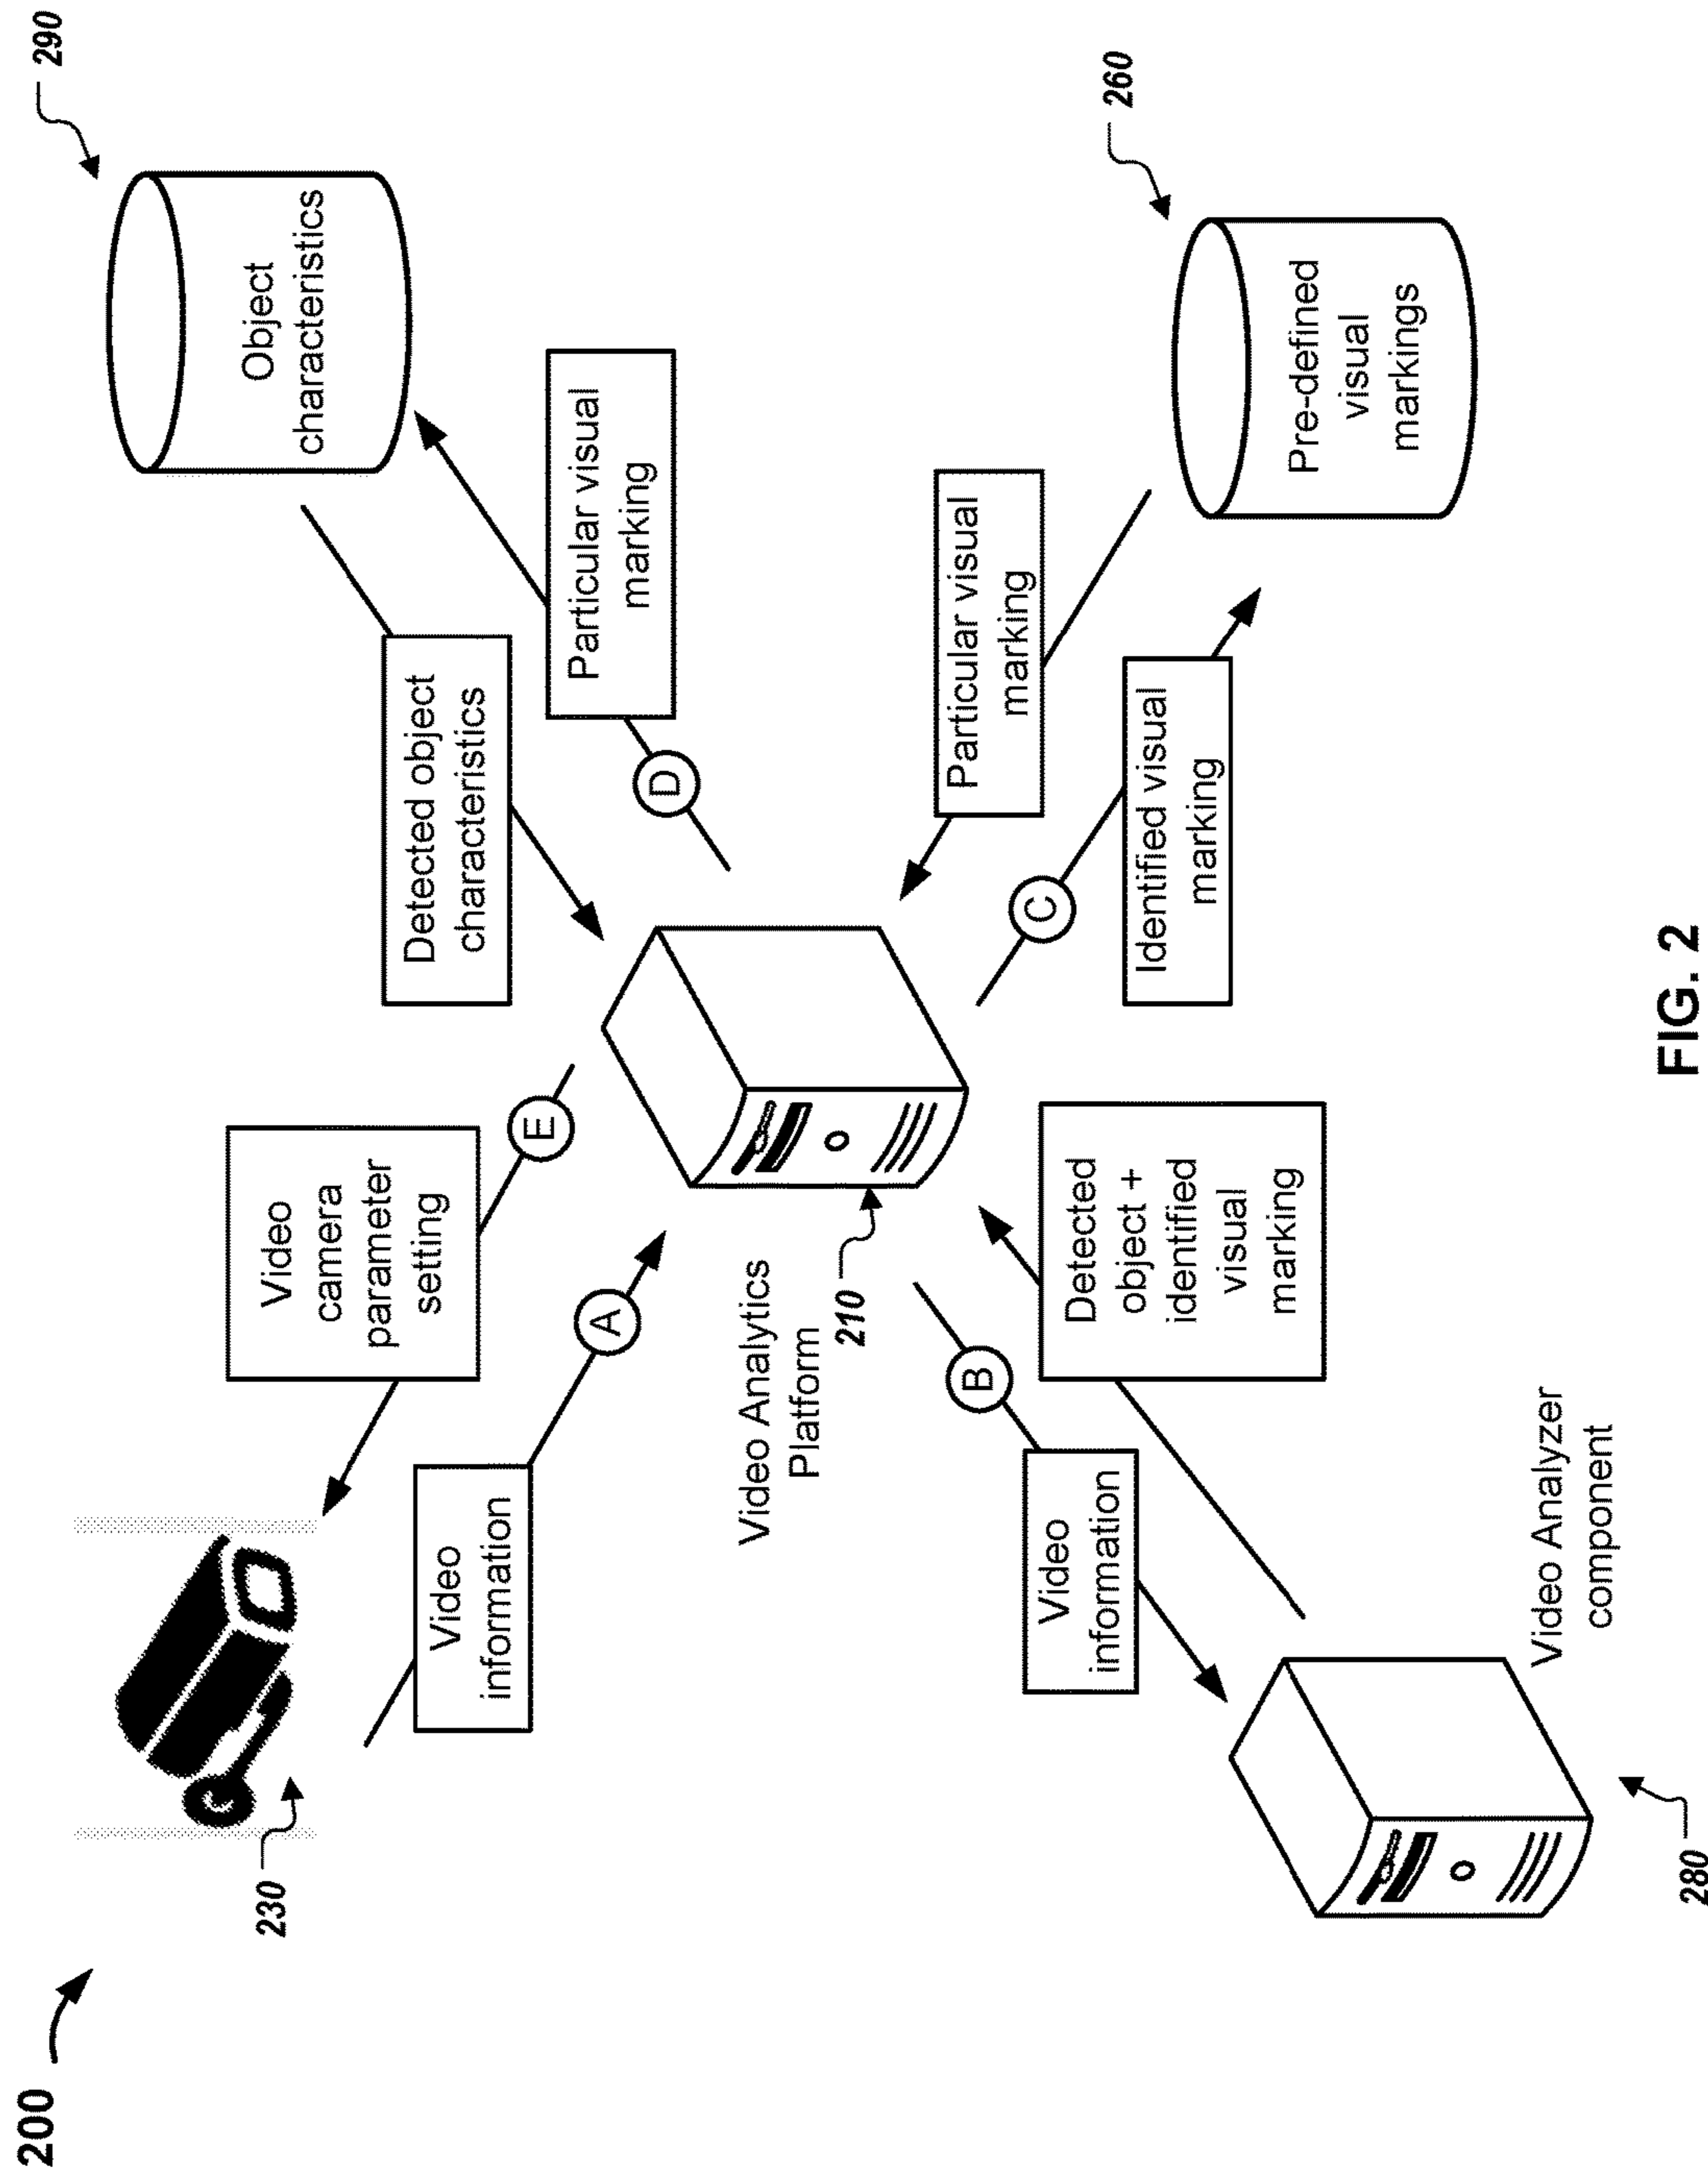 200
230
290
Video
camera
parameter
setting
E
Video
information
A
Detected object
characteristics
Object
characteristics
Particular visual
marking
D
Video Analytics
Platform
210
B
Video
information
Detected
object +
identified
visual
marking
Particular visual
marking
C
Identified visual
marking
260
Pre-defined
visual
markings
Video Analyzer
component
280
FIG. 2